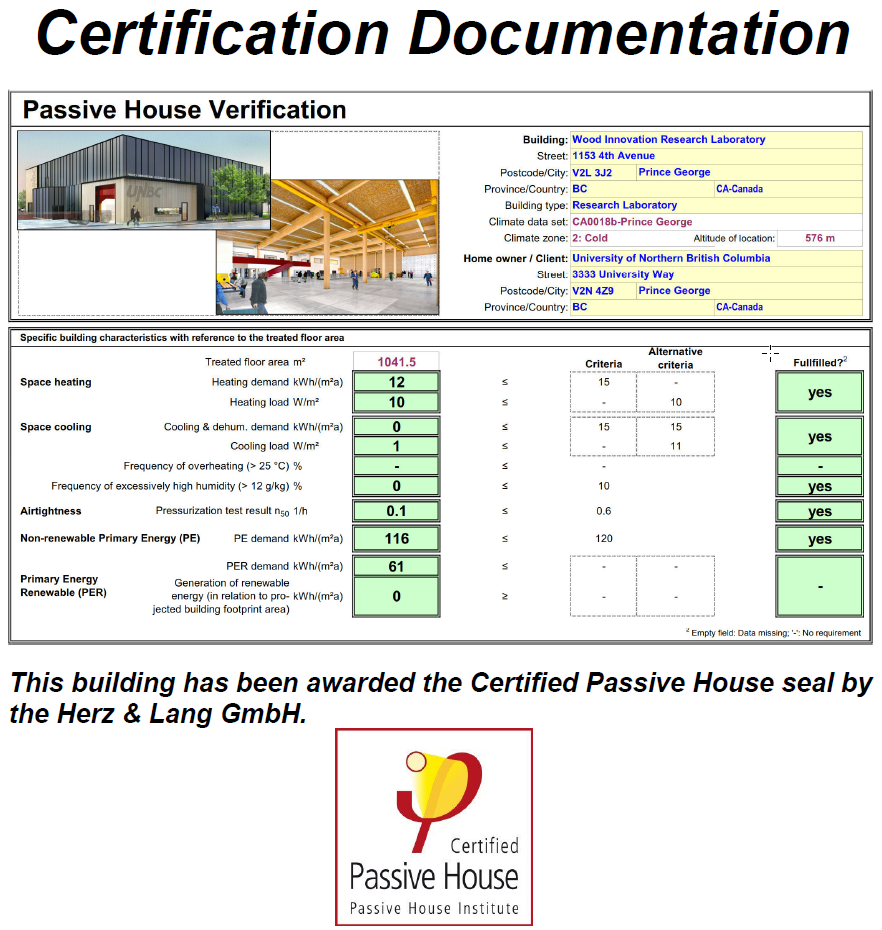 Certification Documentation
Passive House Verification
UNBC
Building: Wood Innovation Research Laboratory
Street: 1153 4th Avenue
Postcode/City: V2L 3J2 Prince George
Province/Country: BC CA-Canada
Building type: Research Laboratory
Climate data set: CA0018b-Prince George
Climate zone: 2: Cold Altitude of location: 576 m
Home owner / Client: University of Northern British Columbia
Street: 3333 University Way
Postcode/City: V2N 4Z9 Prince George
Province/Country: BC CA-Canada
Specific building characteristics with reference to the treated floor area
Treated floor area m² 1041.5 Criteria Alternative criteria Fullfilled?²
Space heating Heating demand kWh/(m²a) 12 ≤ 15 - yes
Heating load W/m² 10 ≤ - 10
Space cooling Cooling & dehum. demand kWh/(m²a) 0 ≤ 15 15 yes
Cooling load W/m² 1 ≤ - 11
Frequency of overheating (> 25 °C) % - ≤ - -
Frequency of excessively high humidity (> 12 g/kg) % 0 ≤ 10 yes
Airtightness Pressurization test result n50 1/h 0.1 ≤ 0.6 yes
Non-renewable Primary Energy (PE) PE demand kWh/(m²a) 116 ≤ 120 yes
Primary Energy Renewable (PER) PER demand kWh/(m²a) 61 ≤ - - -
Generation of renewable
energy (in relation to pro- kWh/(m²a) 0 ≥ - -
jected building footprint area)
² Empty field: Data missing; '-': No requirement
This building has been awarded the Certified Passive House seal by
the Herz & Lang GmbH.
Certified
Passive House
Passive House Institute